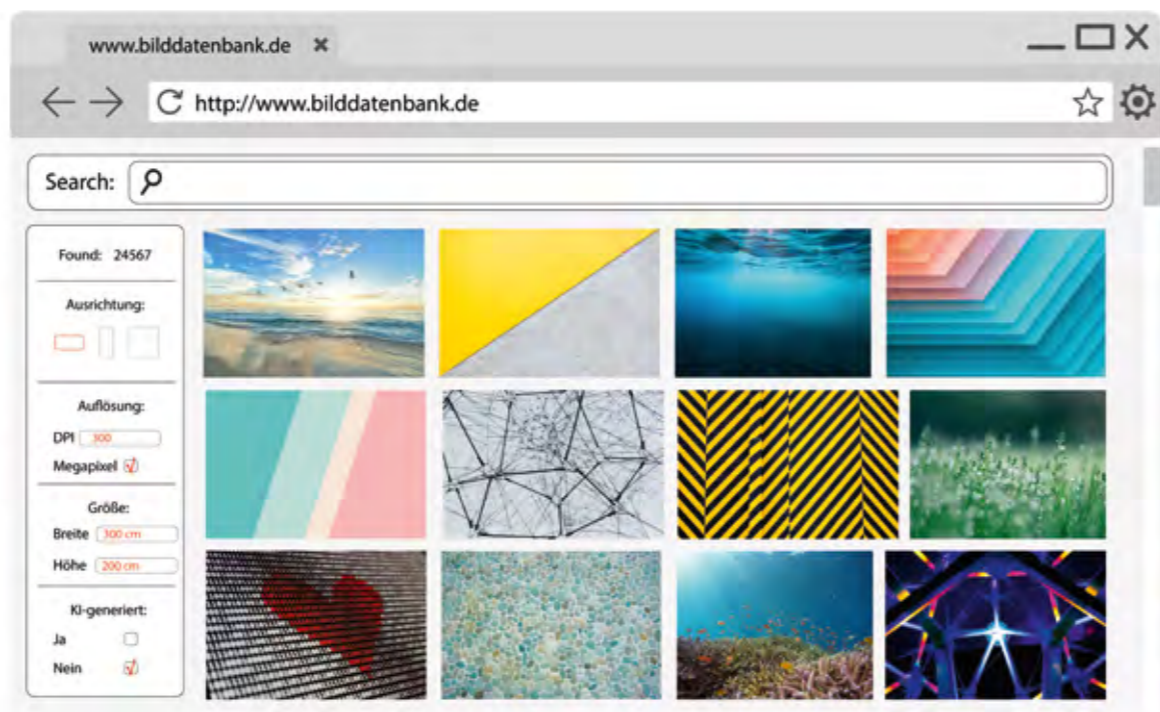 www.bilddatenbank.de
http://www.bilddatenbank.de
Search:
Found: 24567
Ausrichtung:
Auflösung:
DPI 300
Megapixel
Größe:
Breite 300 cm
Höhe 200 cm
KI-generiert:
Ja
Nein